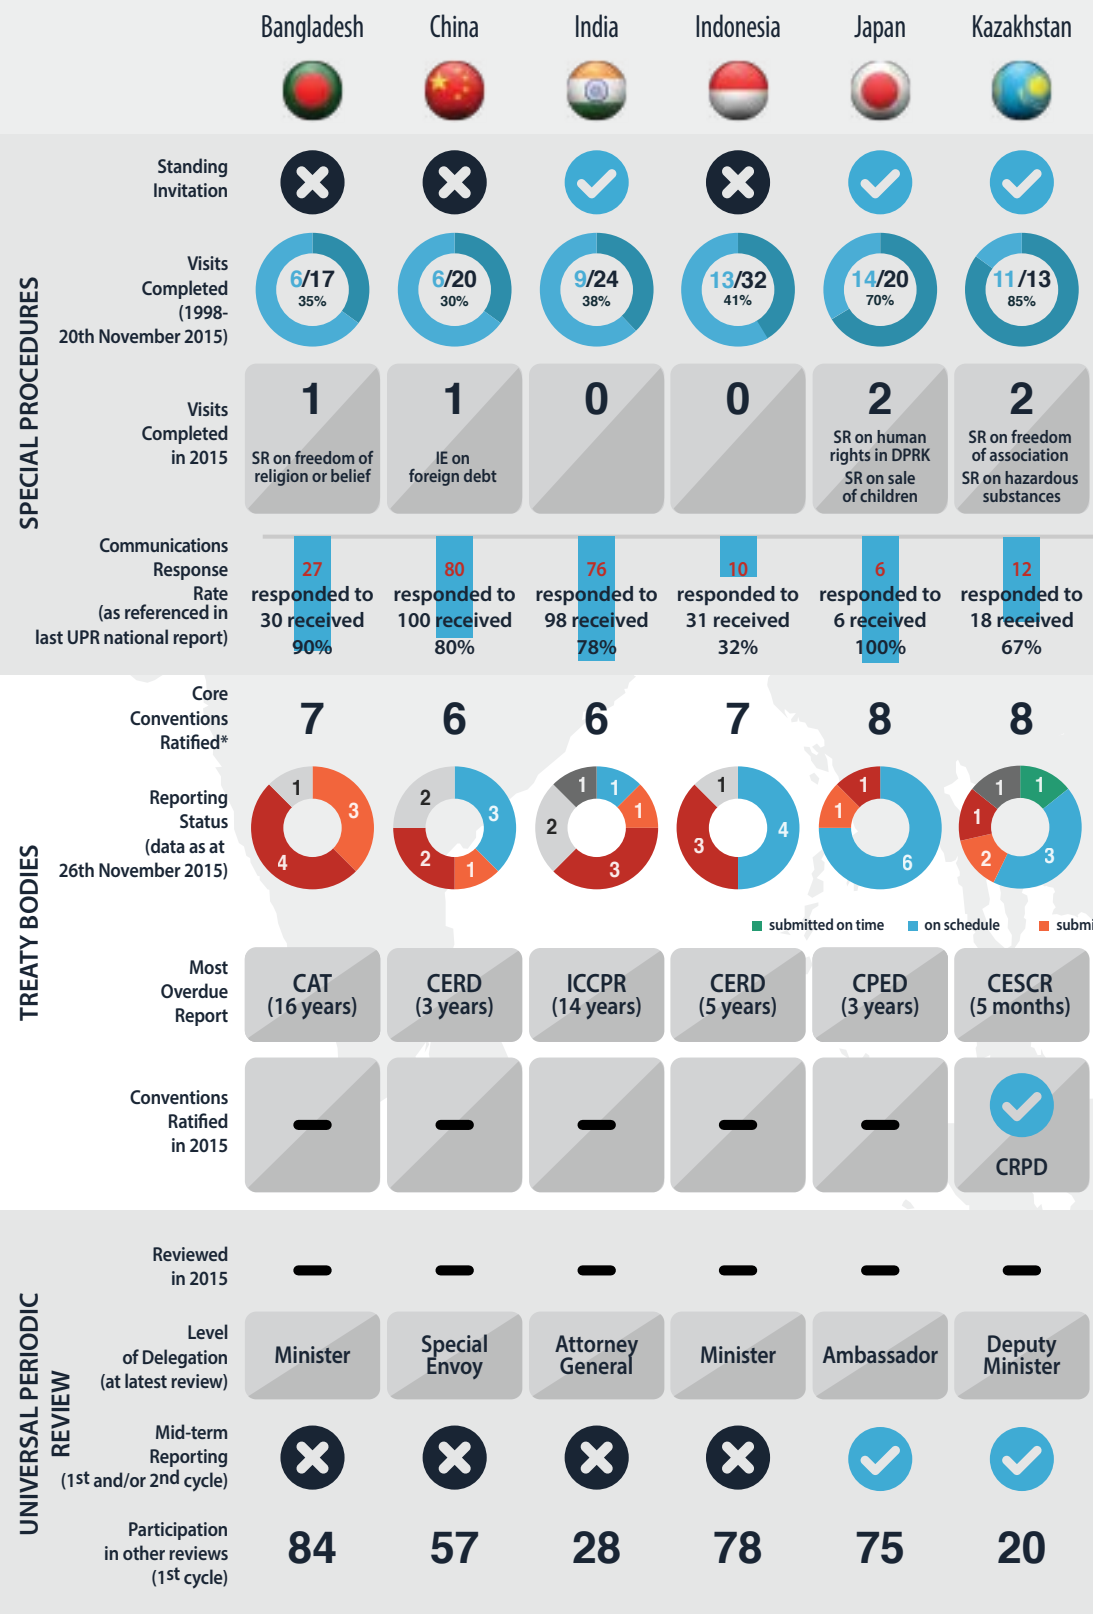 Bangladesh China India Indonesia Japan Kazakhstan
SPECIAL PROCEDURES
Standing
Invitation
Visits
Completed
(1998-
20th November 2015)
6/17 6/20 9/24 13/32 14/20 11/13
35% 30% 38% 41% 70% 85%
Visits
Completed
in 2015
1 1 0 0 2 2
SR on freedom of
religion or belief
IE on
foreign debt
SR on human
rights in DPRK
SR on sale
of children
SR on freedom
of association
SR on hazardous
substances
Communications
Response
Rate
(as referenced in
last UPR national report)
27 80 76 10 6 12
responded to responded to responded to responded to responded to responded to
30 received 100 received 98 received 31 received 6 received 18 received
90% 80% 78% 32% 100% 67%
TREATY BODIES
Core
Conventions
Ratified*
7 6 6 7 8 8
Reporting
Status
(data as at
26th November 2015)
1 3 4
2 3 2 1
1 1 2 1 3
1 4 3
1 1 6
1 1 1 2 3
submitted on time on schedule submi
Most
Overdue
Report
CAT CERD ICCPR CERD CPED CESCR
(16 years) (3 years) (14 years) (5 years) (3 years) (5 months)
Conventions
Ratified
in 2015
CRPD
UNIVERSAL PERIODIC
REVIEW
Reviewed
in 2015
Level
of Delegation
(at latest review)
Minister
Special
Envoy
Attorney
General
Minister
Ambassador
Deputy
Minister
Mid-term
Reporting
(1st and/or 2nd cycle)
Participation
in other reviews
(1st cycle)
84 57 28 78 75 20